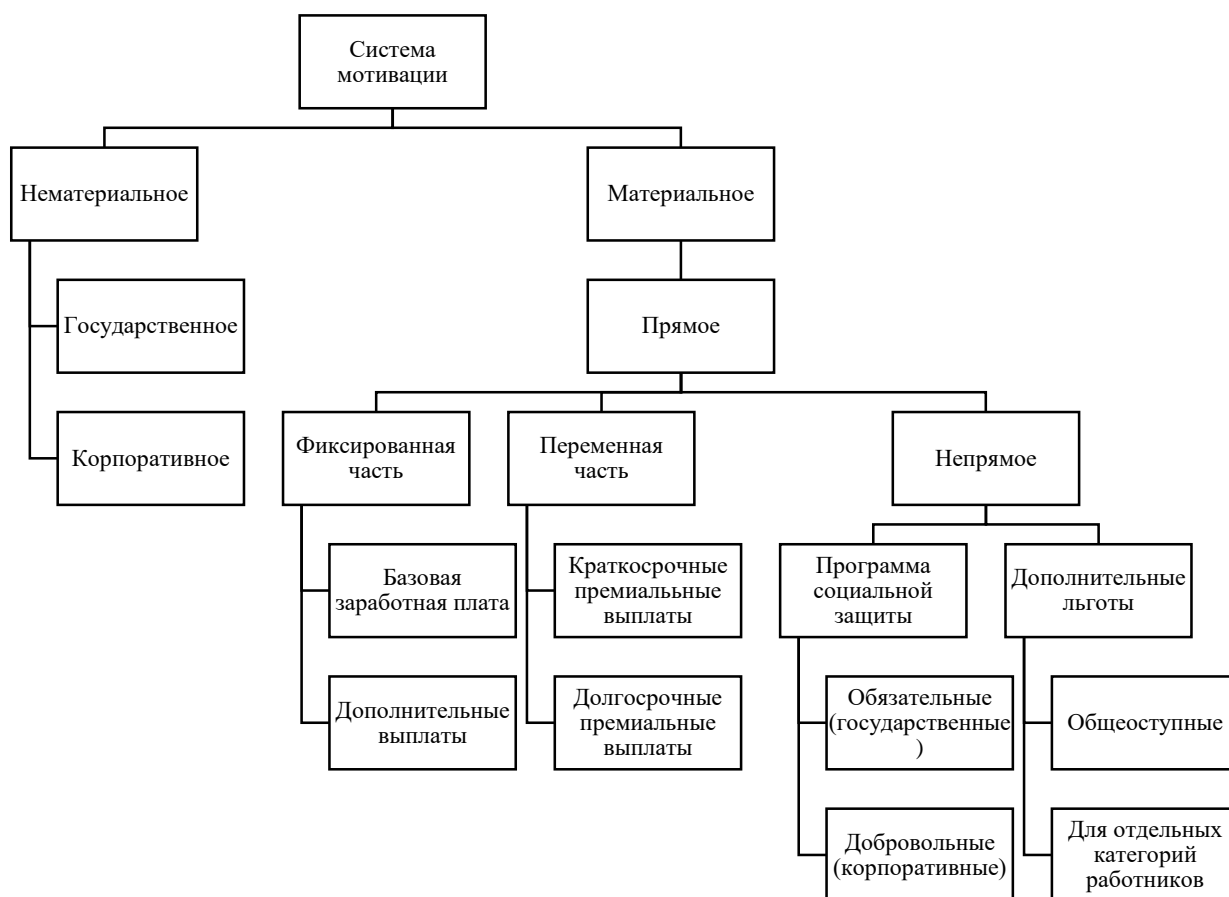 Система
мотивации
Нематериальное
Материальное
Государственное
Прямое
Корпоративное
Фиксированная
часть
Переменная
часть
Непрямое
Базовая
заработная плата
Краткосрочные
премиалььные
выплаты
Программа
социальной
защиты
Дополнительные
льготы
Дополнительные
выплаты
Долгосрочные
премиальные
выплаты
Обязательные
(государственные
)
Общеоступные
Добровольные
(корпоративные)
Для отдельных
категорий
работников